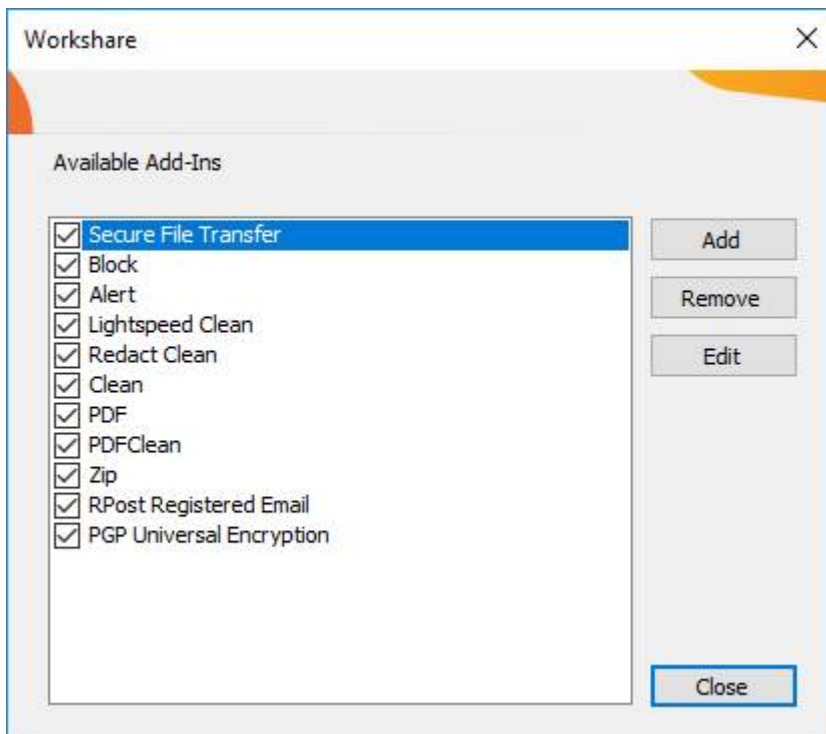 Workshare
Available Add-Ins
Secure File Transfer
Block
Alert
Lightspeed Clean
Redact Clean
Clean
PDF
PDFClean
Zip
RPost Registered Email
PGP Universal Encryption
Add
Remove
Edit
Close